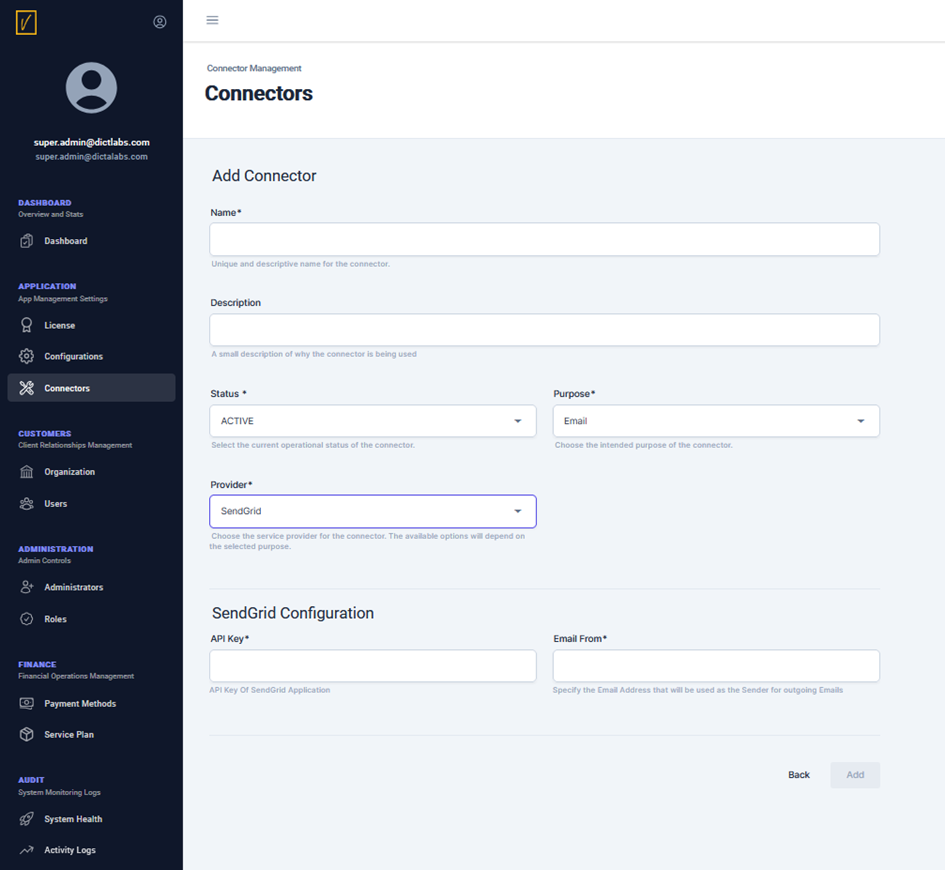 super.admin@dictlabs.com
super.admin@dictalabs.com
DASHBOARD
Overview and Stats
Dashboard
APPLICATION
App Management Settings
License
Configurations
Connectors
CUSTOMERS
Client Relationships Management
Organization
Users
ADMINISTRATION
Admin Controls
Administrators
Roles
FINANCE
Financial Operations Management
Payment Methods
Service Plan
AUDIT
System Monitoring Logs
System Health
Activity Logs
Connector Management
Connectors
Add Connector
Name*
Unique and descriptive name for the connector.
Description
A small description of why the connector is being used
Status *
ACTIVE
Select the current operational status of the connector.
Purpose*
Email
Choose the intended purpose of the connector.
Provider*
SendGrid
Choose the service provider for the connector. The available options will depend on
the selected purpose.
SendGrid Configuration
API Key*
API Key Of SendGrid Application
Email From*
Specify the Email Address that will be used as the Sender for outgoing Emails
Back
Add